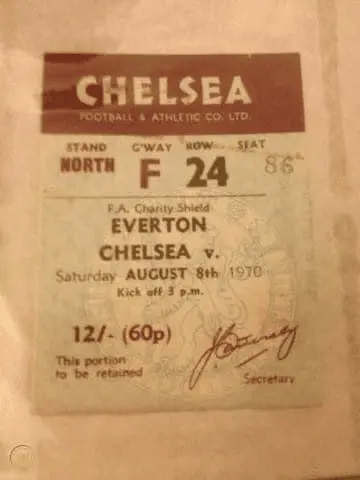 CHELSEA
FOOTBALL & ATHLETIC CO. LTD.
STAND G'WAY ROW SEAT
NORTH F 24 86
F.A. Charity Shield
EVERTON
CHELSEA v.
Saturday AUGUST 8th 1970
Kick off 3 p.m.
12/- (60p)
This portion
to be retained
Secretary